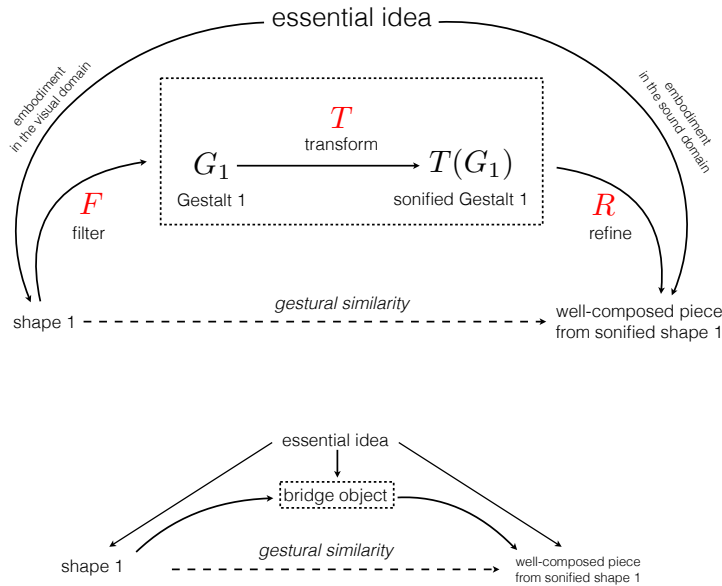 essential idea
embodiment
in the visual domain
embodiment
in the sound domain
T
transform
G₁
T(G₁)
Gestalt 1
sonified Gestalt 1
F
filter
R
refine
gestural similarity
shape 1
well-composed piece
from sonified shape 1
essential idea
bridge object
gestural similarity
shape 1
well-composed piece
from sonified shape 1